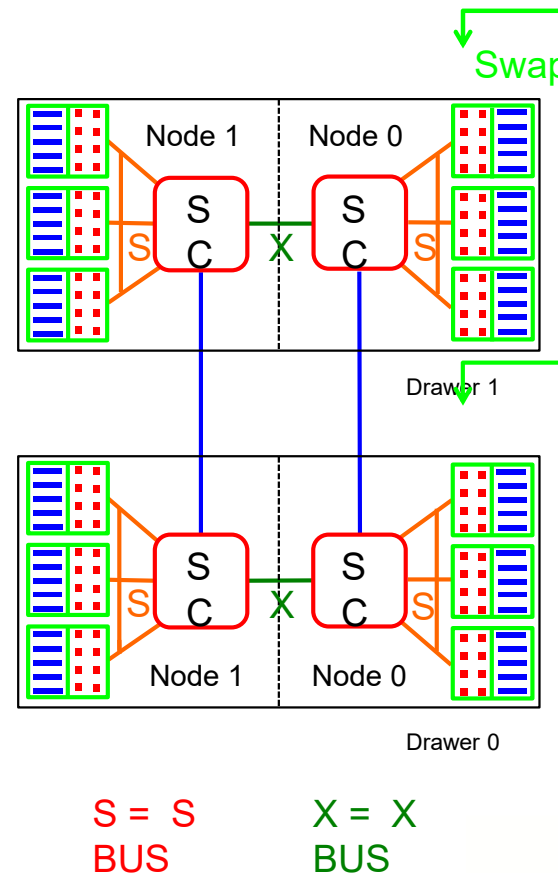 Swap
Node 1
Node 0
S
C
S
C
S
X
S
Drawer 1
S
C
S
C
S
X
S
Node 1
Node 0
Drawer 0
S = S
BUS
X = X
BUS